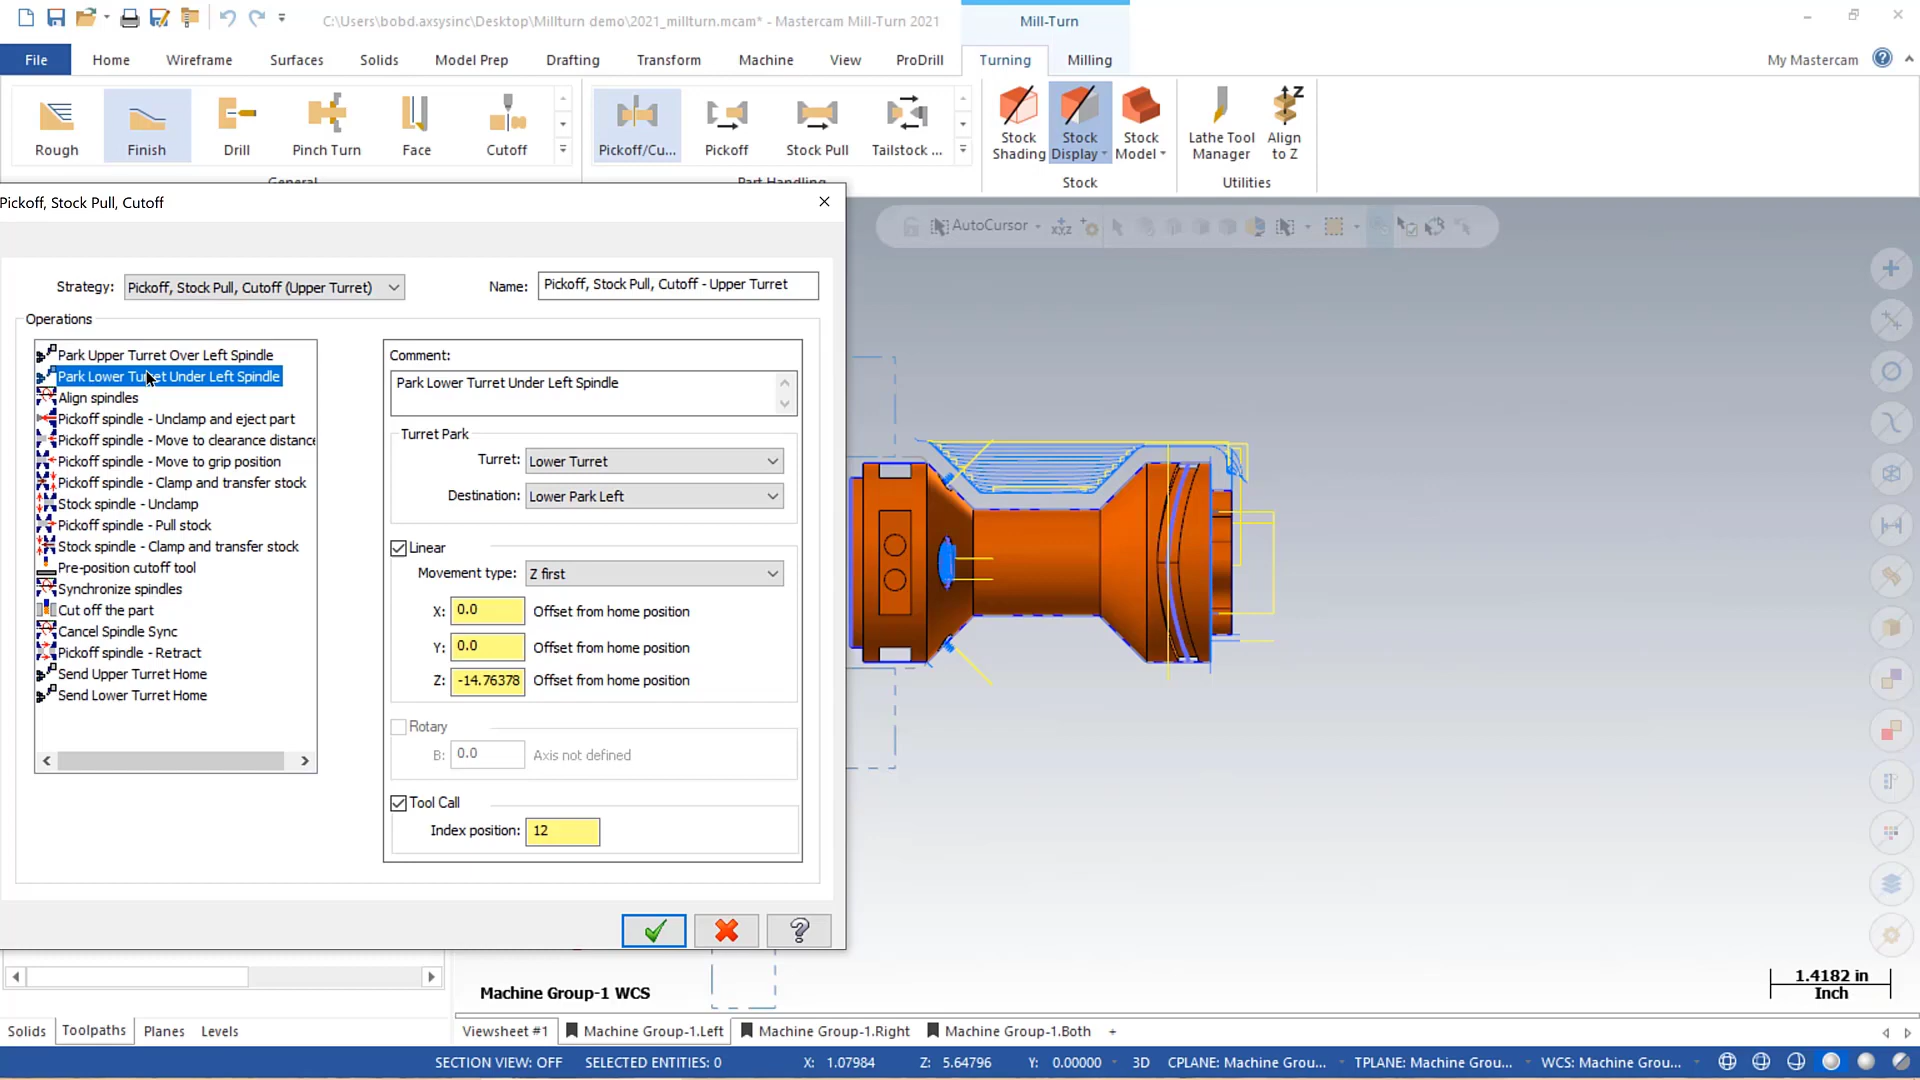 C:\Users\bobd.axsysinc\Desktop\Millturn demo\2021_millturn.mcam* - Mastercam Mill-Turn 2021
Mill-Turn
File
Home
Wireframe
Surfaces
Solids
Model Prep
Drafting
Transform
Machine
View
ProDrill
Turning
Milling
My Mastercam
Rough
Finish
Drill
Pinch Turn
Face
Cutoff
Pickoff/Cu...
Pickoff
Stock Pull
Tailstock ...
Stock Shading
Stock Display
Stock Model
Lathe Tool Manager
Align to Z
General
Part Handling
Stock
Utilities
Pickoff, Stock Pull, Cutoff
AutoCursor
Strategy: Pickoff, Stock Pull, Cutoff (Upper Turret)
Name: Pickoff, Stock Pull, Cutoff - Upper Turret
Operations
Park Upper Turret Over Left Spindle
Park Lower Turret Under Left Spindle
Align spindles
Pickoff spindle - Unclamp and eject part
Pickoff spindle - Move to clearance distance
Pickoff spindle - Move to grip position
Pickoff spindle - Clamp and transfer stock
Stock spindle - Unclamp
Pickoff spindle - Pull stock
Stock spindle - Clamp and transfer stock
Pre-position cutoff tool
Synchronize spindles
Cut off the part
Cancel Spindle Sync
Pickoff spindle - Retract
Send Upper Turret Home
Send Lower Turret Home
Comment:
Park Lower Turret Under Left Spindle
Turret Park
Turret: Lower Turret
Destination: Lower Park Left
Linear
Movement type: Z first
X: 0.0 Offset from home position
Y: 0.0 Offset from home position
Z: -14.76378 Offset from home position
Rotary
B: 0.0 Axis not defined
Tool Call
Index position: 12
Machine Group-1 WCS
1.4182 in
Inch
Solids
Toolpaths
Planes
Levels
Viewsheet #1
Machine Group-1.Left
Machine Group-1.Right
Machine Group-1.Both
+
SECTION VIEW: OFF
SELECTED ENTITIES: 0
X: 1.07984
Z: 5.64796
Y: 0.00000
3D
CPLANE: Machine Grou...
TPLANE: Machine Grou...
WCS: Machine Grou...